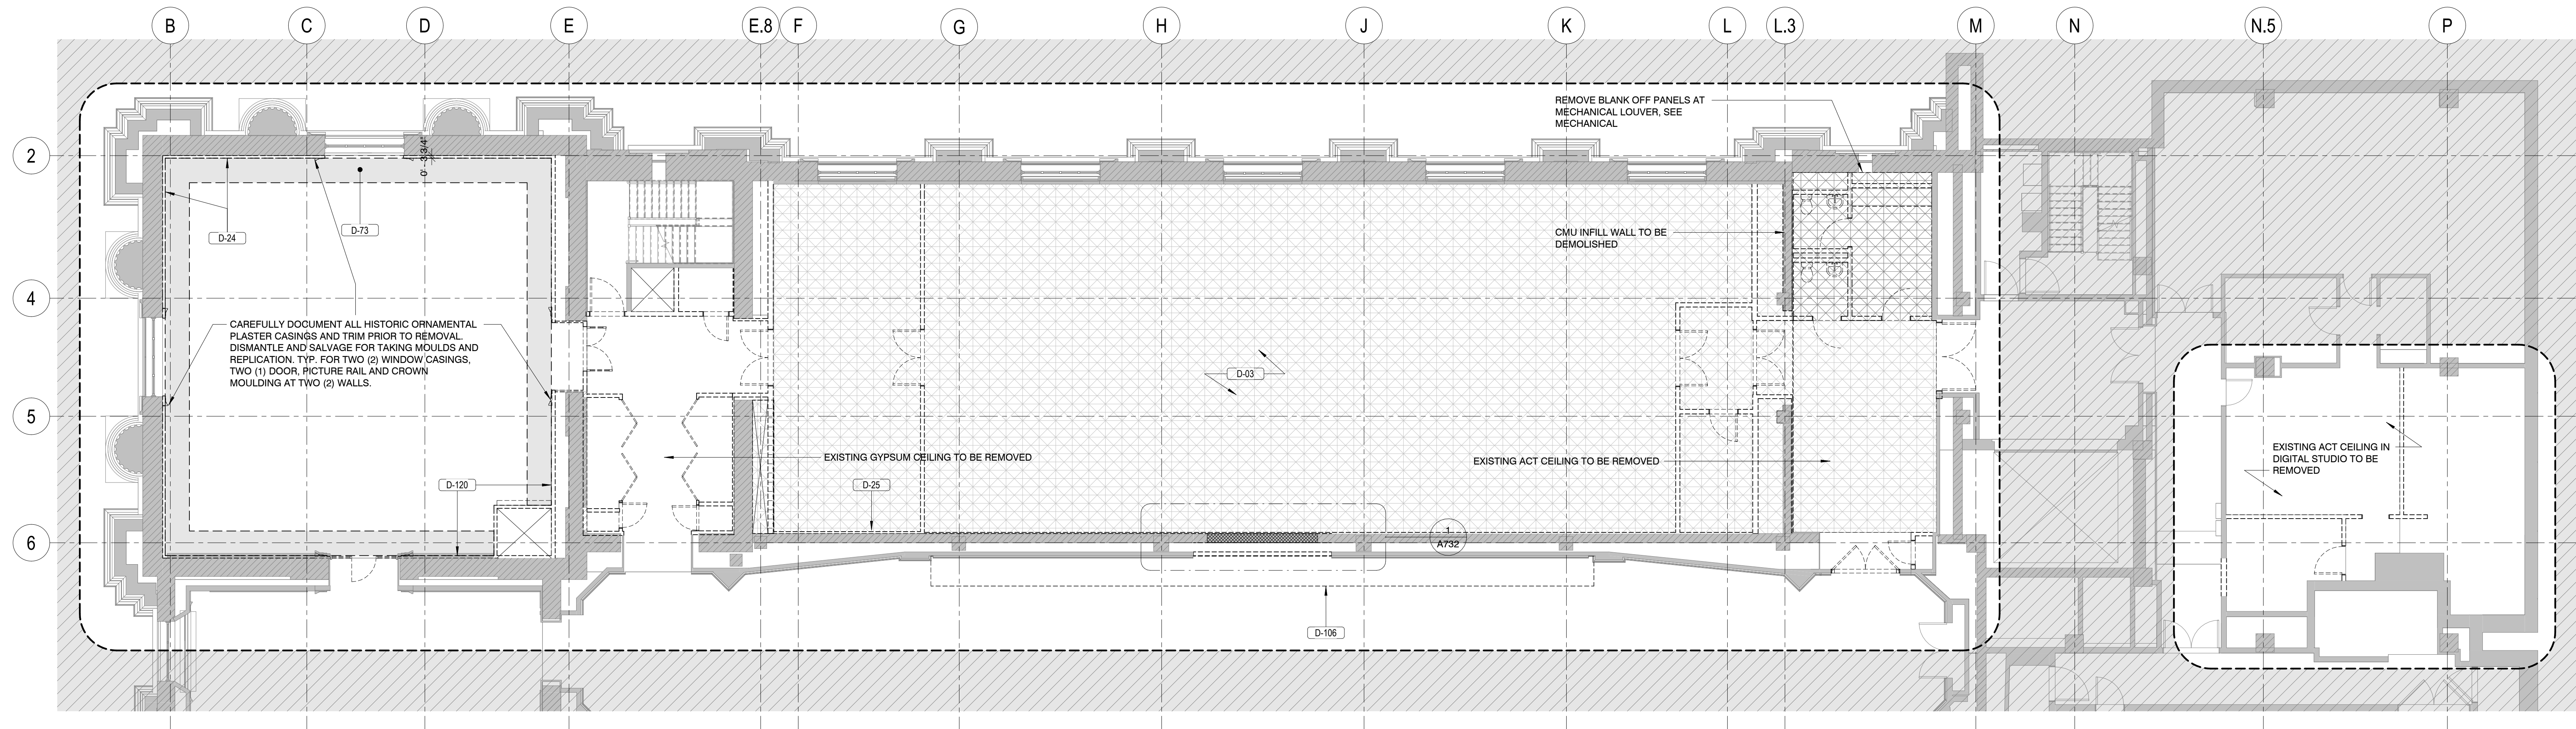 B
C
D
E
E.8
F
G
H
J
K
L
L.3
M
N
N.5
P
2
4
5
6
REMOVE BLANK OFF PANELS AT
MECHANICAL LOUVER, SEE
MECHANICAL
0' - 3 3/4"
D-24
D-73
CMU INFILL WALL TO BE
DEMOLISHED
CAREFULLY DOCUMENT ALL HISTORIC ORNAMENTAL
PLASTER CASINGS AND TRIM PRIOR TO REMOVAL.
DISMANTLE AND SALVAGE FOR TAKING MOULDS AND
REPLICATION. TYP. FOR TWO (2) WINDOW CASINGS,
TWO (1) DOOR, PICTURE RAIL AND CROWN
MOULDING AT TWO (2) WALLS.
D-03
EXISTING GYPSUM CEILING TO BE REMOVED
EXISTING ACT CEILING TO BE REMOVED
EXISTING ACT CEILING IN
DIGITAL STUDIO TO BE
REMOVED
D-120
D-25
1
A732
D-106